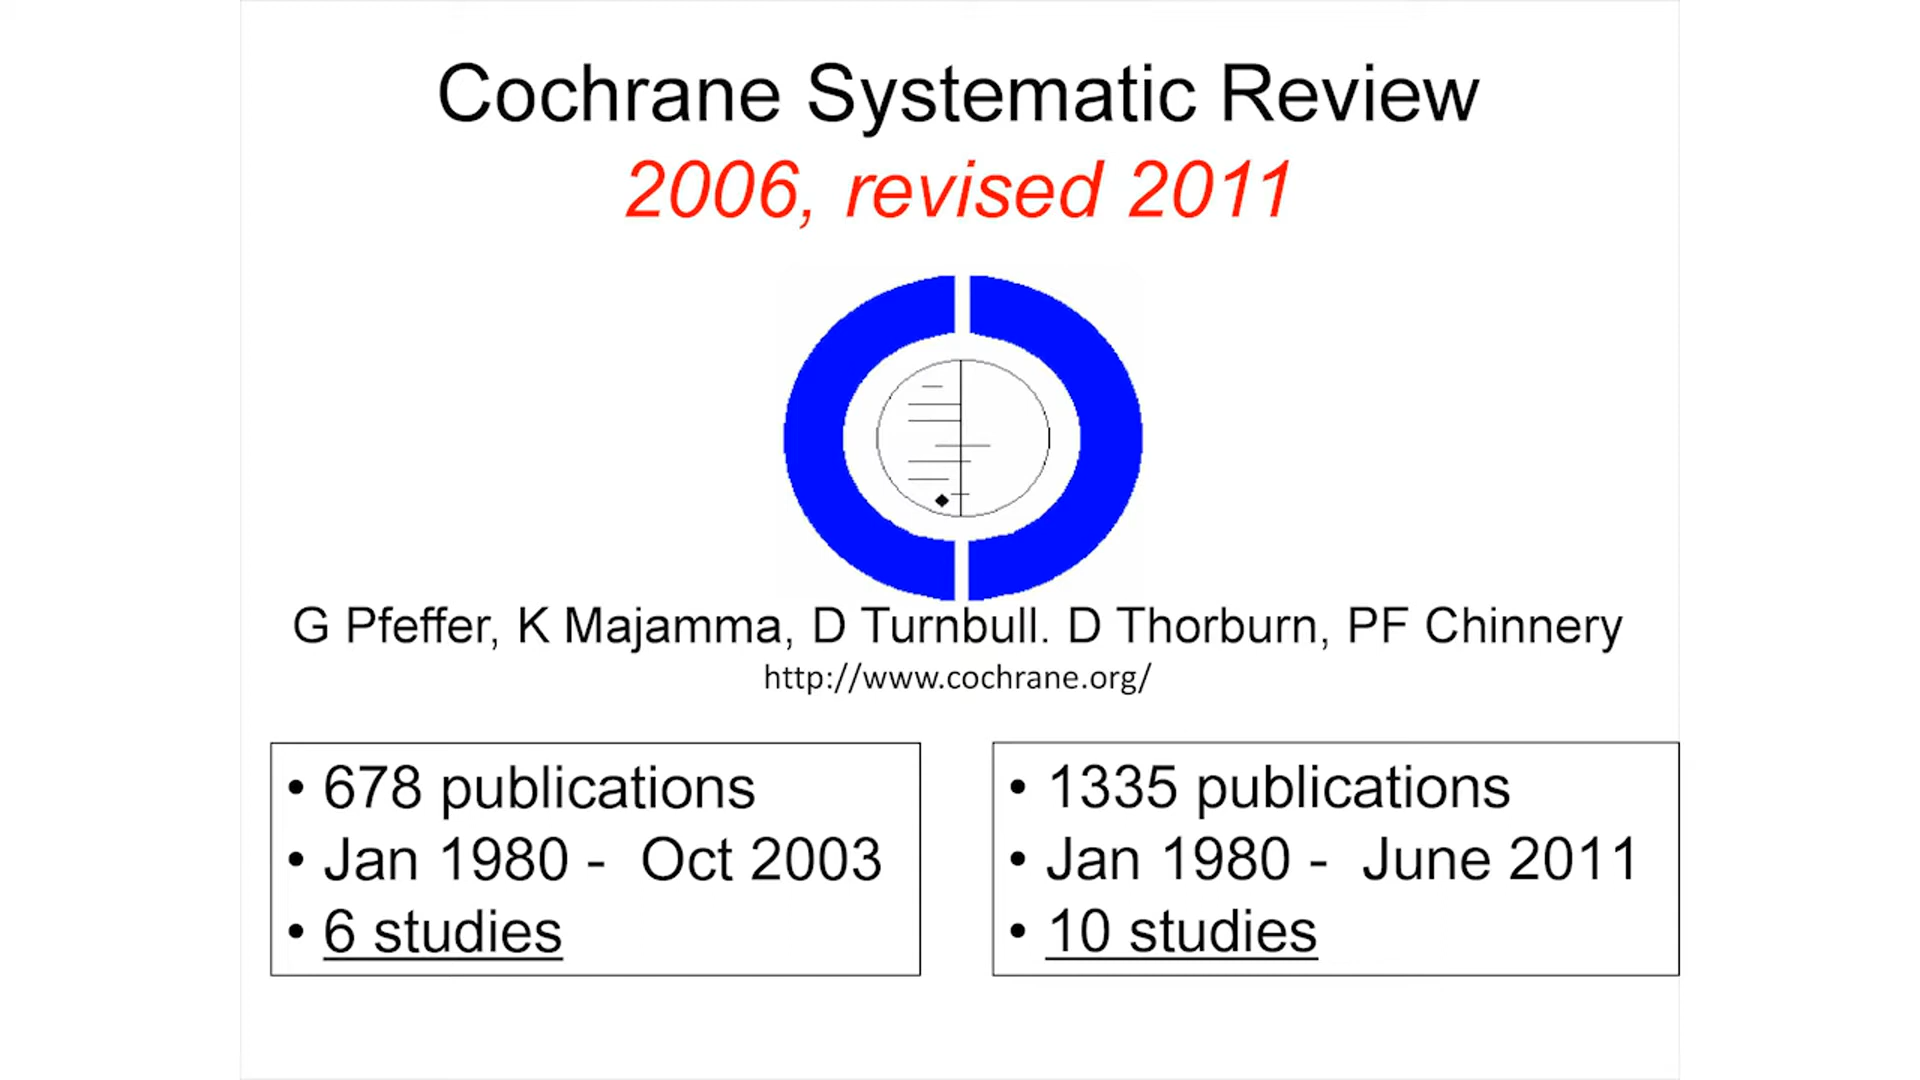 Cochrane Systematic Review
2006, revised 2011
G Pfeffer, K Majamma, D Turnbull. D Thorburn, PF Chinnery
http://www.cochrane.org/
• 678 publications
• Jan 1980 - Oct 2003
• 6 studies
• 1335 publications
• Jan 1980 - June 2011
• 10 studies